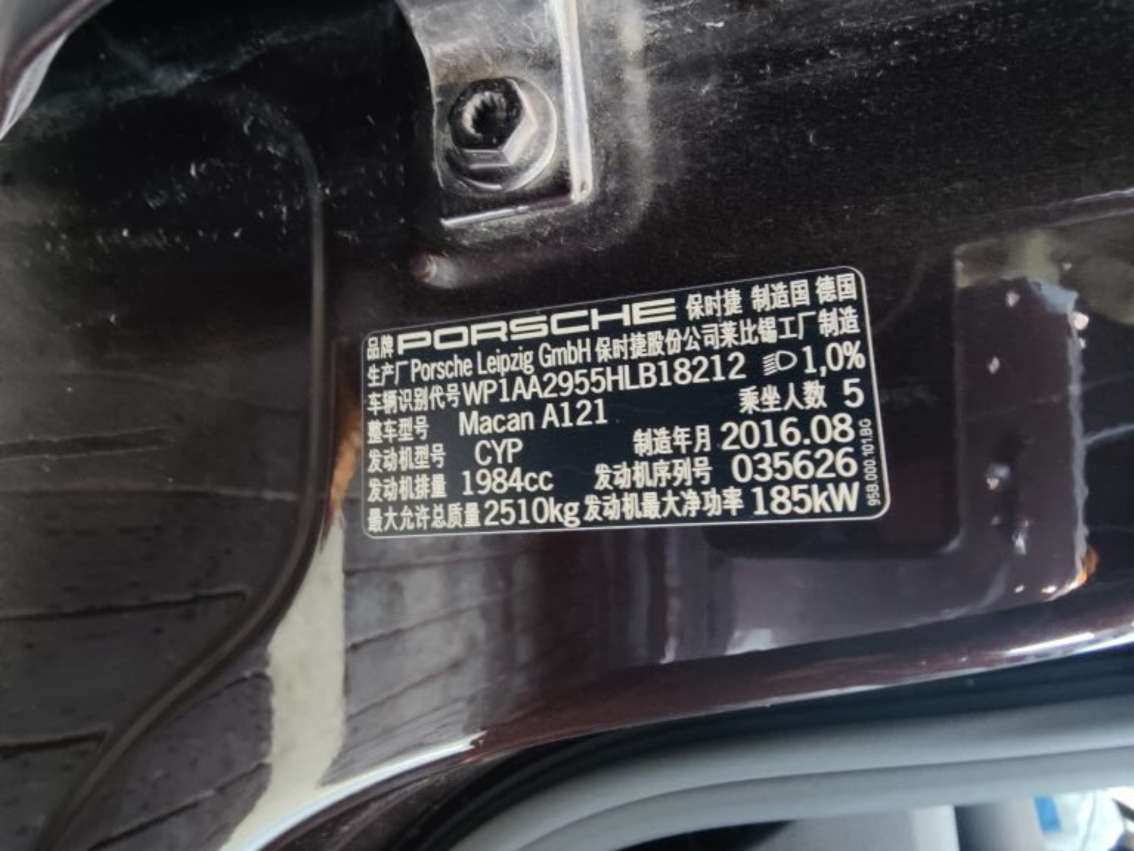 品牌 PORSCHE 保时捷 制造国 德国
生产厂 Porsche Leipzig GmbH 保时捷股份公司莱比锡工厂制造
车辆识别代号 WP1AA2955HLB18212 1,0%
整车型号 Macan A121 乘坐人数 5
发动机型号 CYP 制造年月 2016.08
发动机排量 1984cc 发动机序列号 035626
最大允许总质量 2510kg 发动机最大净功率 185kW
95B.000.101.BG